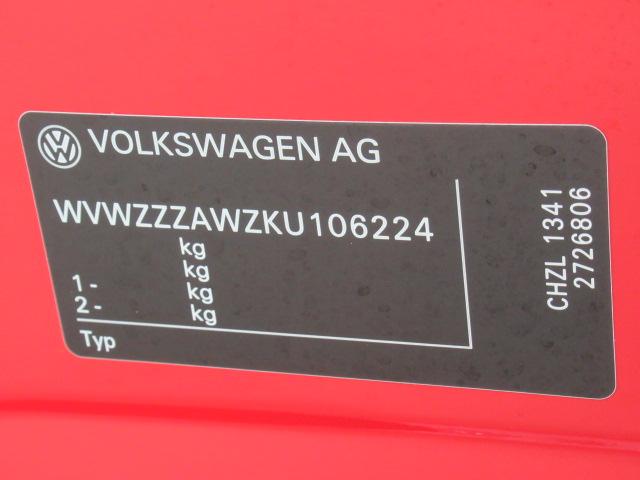 VOLKSWAGEN AG
WVWZZZAWZKU106224
kg
kg
1- kg
2- kg
Typ
CHZL 1341
2726806